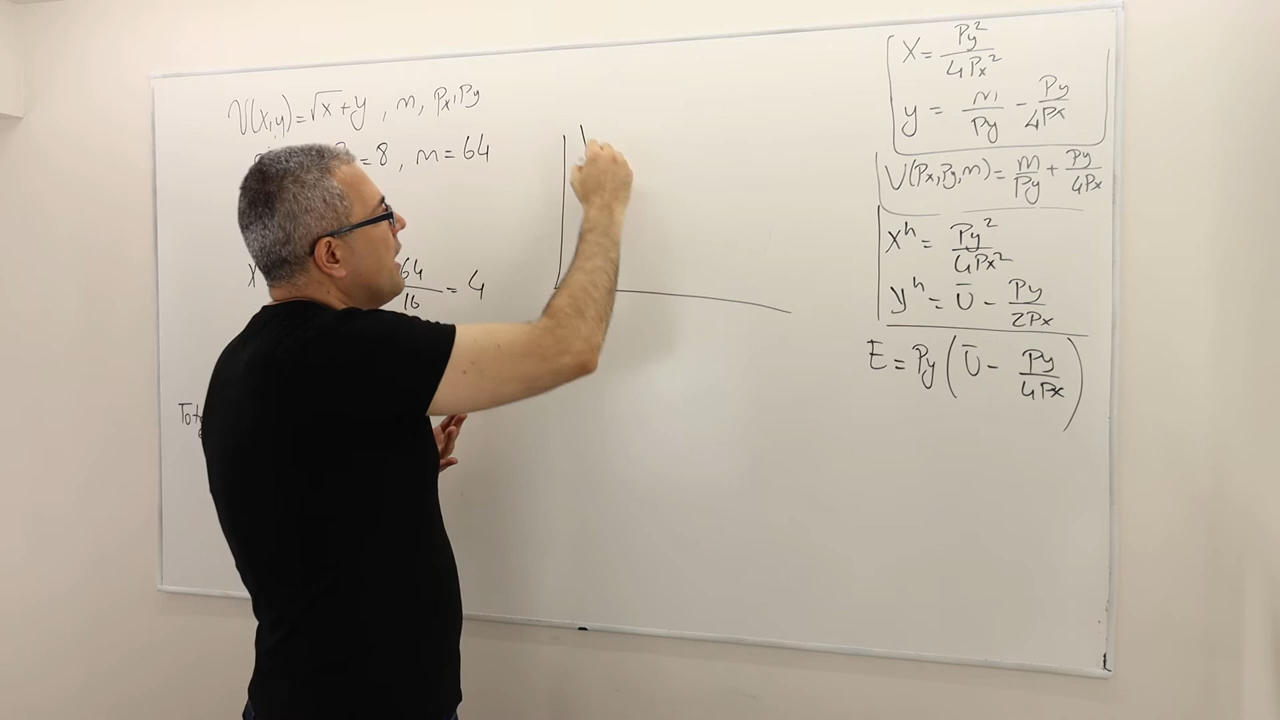 U(x,y)=√x+y , m, Px,Py
=8 , m=64
X 64/16 = 4
Tot
X = Py²/4Px²
y = m/Py - Py/4Px
V(Px,Py,m)= m/Py + Py/4Px
X^h = Py²/4Px²
y^h = Ū - Py/2Px
E = Py(Ū - Py/4Px)